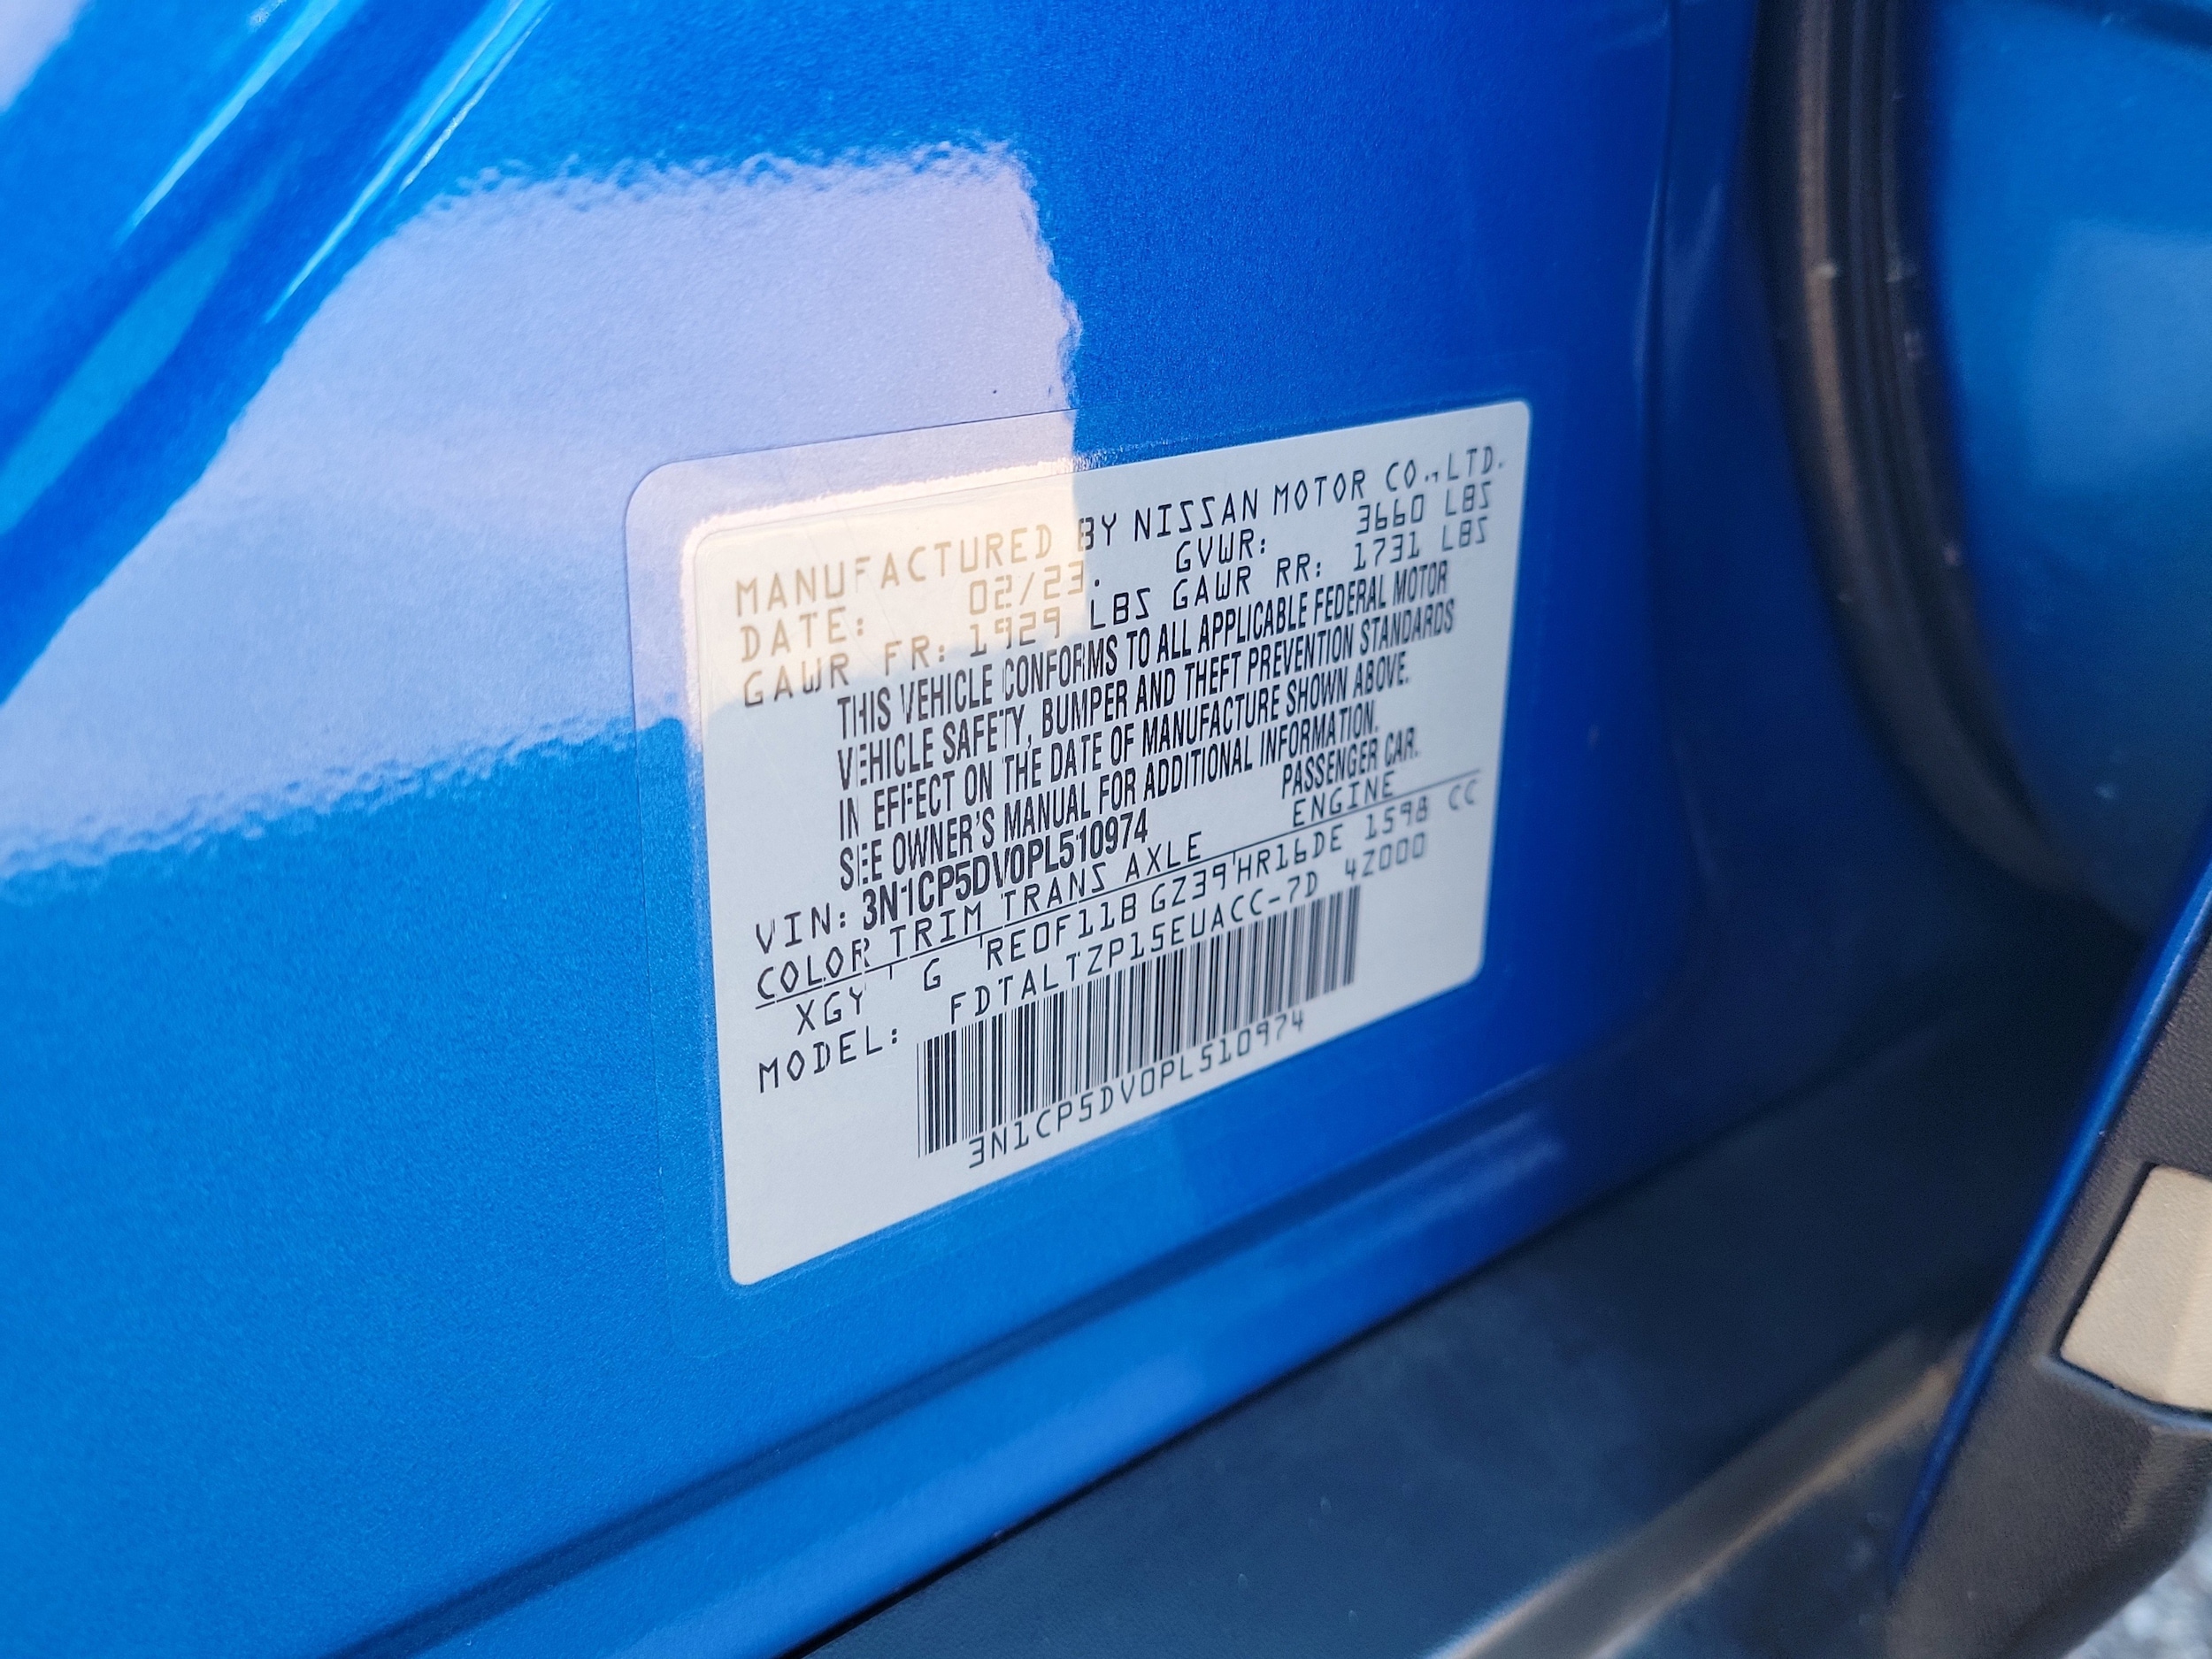 MANUFACTURED BY NISSAN MOTOR CO.,LTD.
DATE: 02/23. GVWR: 3660 LBS
GAWR FR: 1929 LBS GAWR RR: 1731 LBS
THIS VEHICLE CONFORMS TO ALL APPLICABLE FEDERAL MOTOR
VEHICLE SAFETY, BUMPER AND THEFT PREVENTION STANDARDS
IN EFFECT ON THE DATE OF MANUFACTURE SHOWN ABOVE.
SEE OWNER'S MANUAL FOR ADDITIONAL INFORMATION.
VIN: 3N1CP5DV0PL510974 PASSENGER CAR.
COLOR TRIM TRANS AXLE ENGINE
XGY G RE0F11B GZ39 HR16DE 1598 CC
MODEL: FDTALTZP15EUACC-7D 4Z000
3N1CP5DV0PL510974